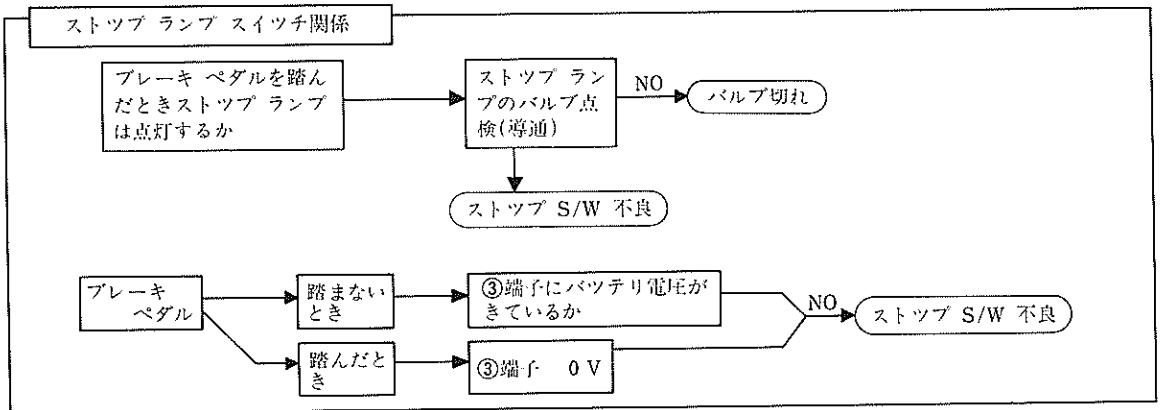 ストツプ ランプ スイツチ関係
ブレーキ ペダルを踏ん
だときストツプ ランプ
は点灯するか
ストツプ ラン
プのバルブ点
検(導通)
NO
バルブ切れ
ストツプ S/W 不良
ブレーキ
ペダル
踏まない
とき
③端子にバツテリ電圧が
きているか
NO
ストツプ S/W 不良
踏んだと
き
③端子 0 V